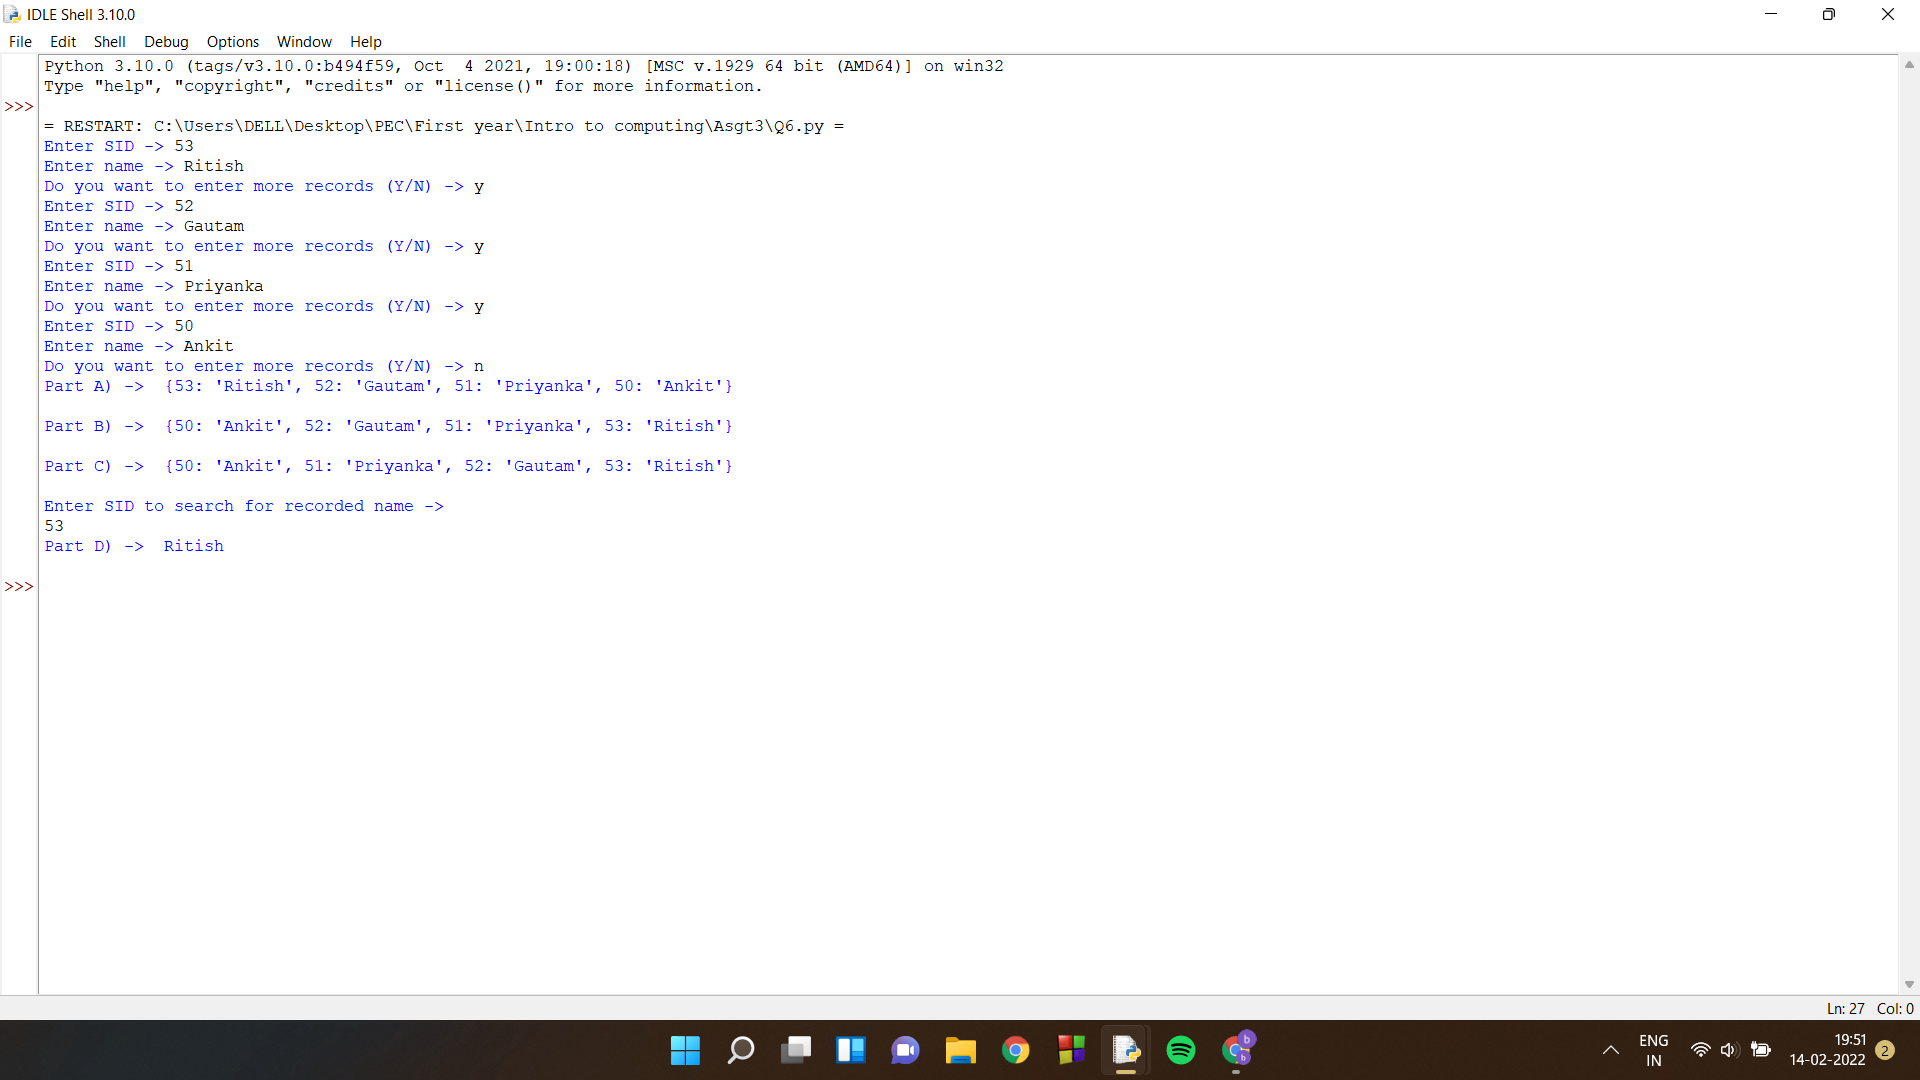 IDLE Shell 3.10.0
File Edit Shell Debug Options Window Help
Python 3.10.0 (tags/v3.10.0:b494f59, Oct  4 2021, 19:00:18) [MSC v.1929 64 bit (AMD64)] on win32
Type "help", "copyright", "credits" or "license()" for more information.
>>>
= RESTART: C:\Users\DELL\Desktop\PEC\First year\Intro to computing\Asgt3\Q6.py =
Enter SID -> 53
Enter name -> Ritish
Do you want to enter more records (Y/N) -> y
Enter SID -> 52
Enter name -> Gautam
Do you want to enter more records (Y/N) -> y
Enter SID -> 51
Enter name -> Priyanka
Do you want to enter more records (Y/N) -> y
Enter SID -> 50
Enter name -> Ankit
Do you want to enter more records (Y/N) -> n
Part A) ->  {53: 'Ritish', 52: 'Gautam', 51: 'Priyanka', 50: 'Ankit'}
Part B) ->  {50: 'Ankit', 52: 'Gautam', 51: 'Priyanka', 53: 'Ritish'}
Part C) ->  {50: 'Ankit', 51: 'Priyanka', 52: 'Gautam', 53: 'Ritish'}
Enter SID to search for recorded name ->
53
Part D) ->  Ritish
>>>
Ln: 27 Col: 0
b
b
ENG
IN
19:51
14-02-2022
2